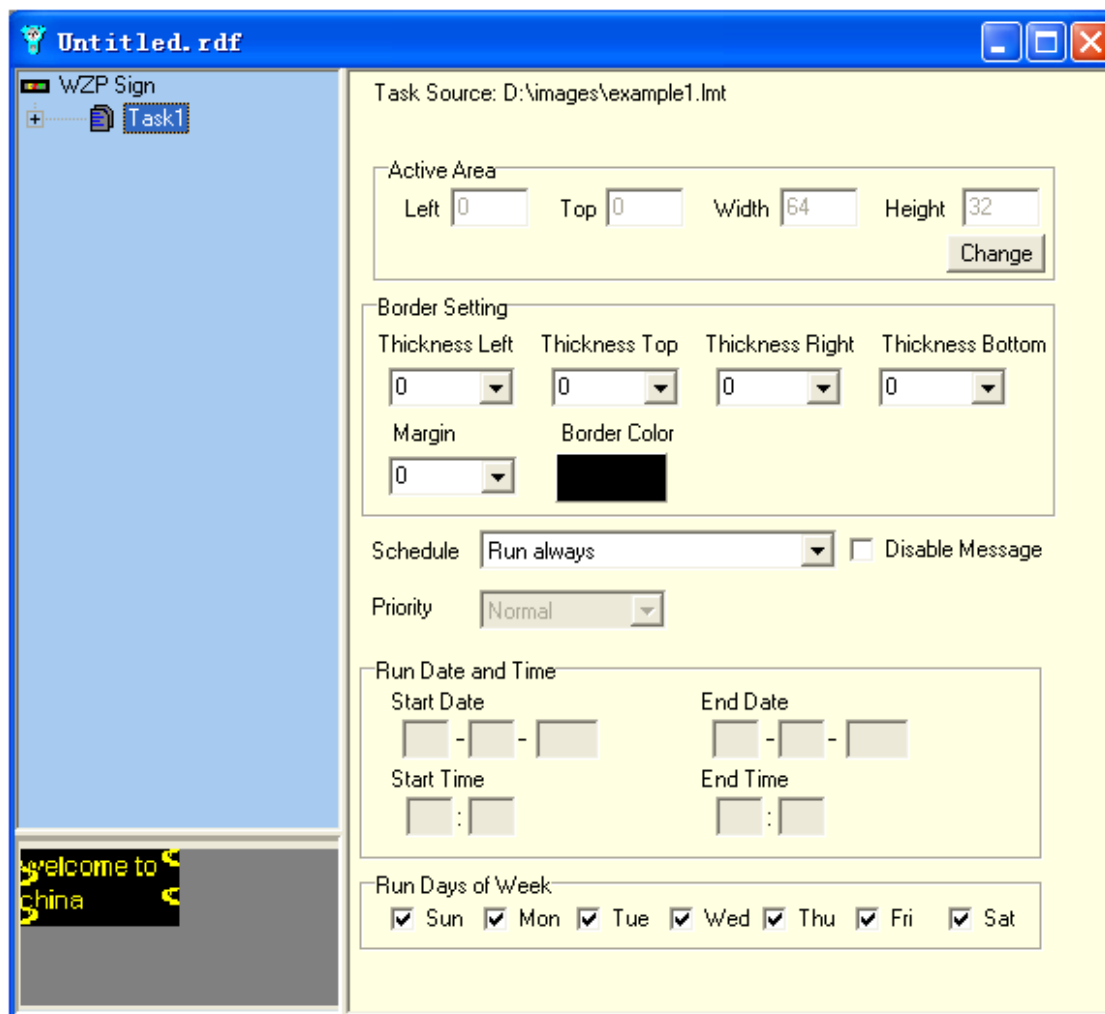 Untitled.rdf
WZP Sign
Task1
Task Source: D:\images\example1.lmt
Active Area
Left 0 Top 0 Width 64 Height 32
Change
Border Setting
Thickness Left Thickness Top Thickness Right Thickness Bottom
0 0 0 0
Margin Border Color
0
Schedule Run always Disable Message
Priority Normal
Run Date and Time
Start Date End Date
- - - -
Start Time End Time
: :
Run Days of Week
Sun Mon Tue Wed Thu Fri Sat
welcome to
china